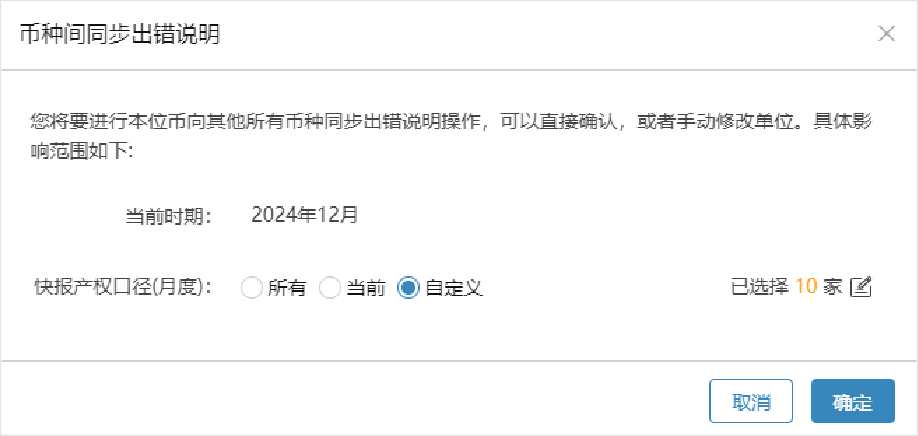 币种间同步出错说明
您将要进行本位币向其他所有币种同步出错说明操作，可以直接确认，或者手动修改单位。具体影
响范围如下:
当前时期： 2024年12月
快报产权口径(月度)： 所有 当前 自定义 已选择 10 家
取消 确定